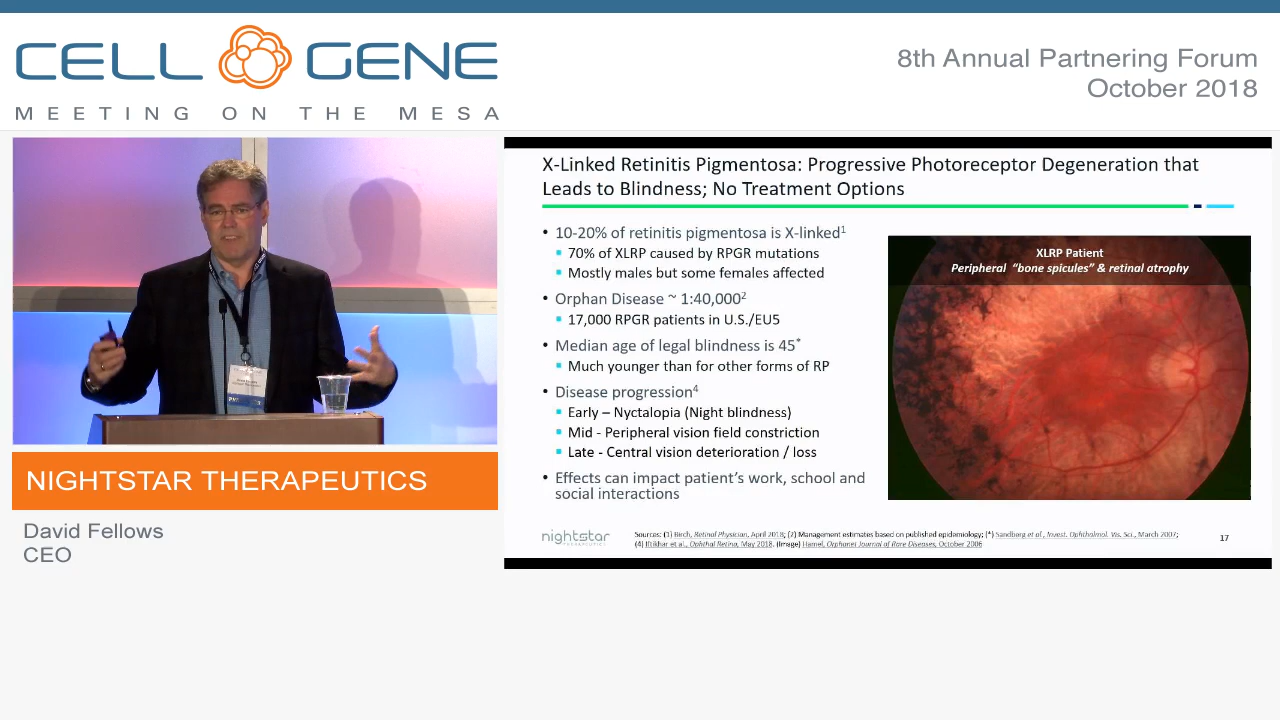 CELL GENE
MEETING ON THE MESA
8th Annual Partnering Forum
October 2018
X-Linked Retinitis Pigmentosa: Progressive Photoreceptor Degeneration that
Leads to Blindness; No Treatment Options
• 10-20% of retinitis pigmentosa is X-linked1
▪ 70% of XLRP caused by RPGR mutations
▪ Mostly males but some females affected
• Orphan Disease ~ 1:40,0002
▪ 17,000 RPGR patients in U.S./EU5
• Median age of legal blindness is 45*
▪ Much younger than for other forms of RP
• Disease progression4
▪ Early – Nyctalopia (Night blindness)
▪ Mid - Peripheral vision field constriction
▪ Late - Central vision deterioration / loss
• Effects can impact patient's work, school and
social interactions
XLRP Patient
Peripheral "bone spicules" & retinal atrophy
nightstar
THERAPEUTICS
Sources: (1) Birch, Retinal Physician, April 2018; (2) Management estimates based on published epidemiology; (*) Sandberg et al., Invest. Ophthalmol. Vis. Sci., March 2007;
(4) Iftikhar et al., Ophthal Retina, May 2018. (Image) Hamel, Orphanet Journal of Rare Diseases, October 2006
17
NIGHTSTAR THERAPEUTICS
David Fellows
CEO